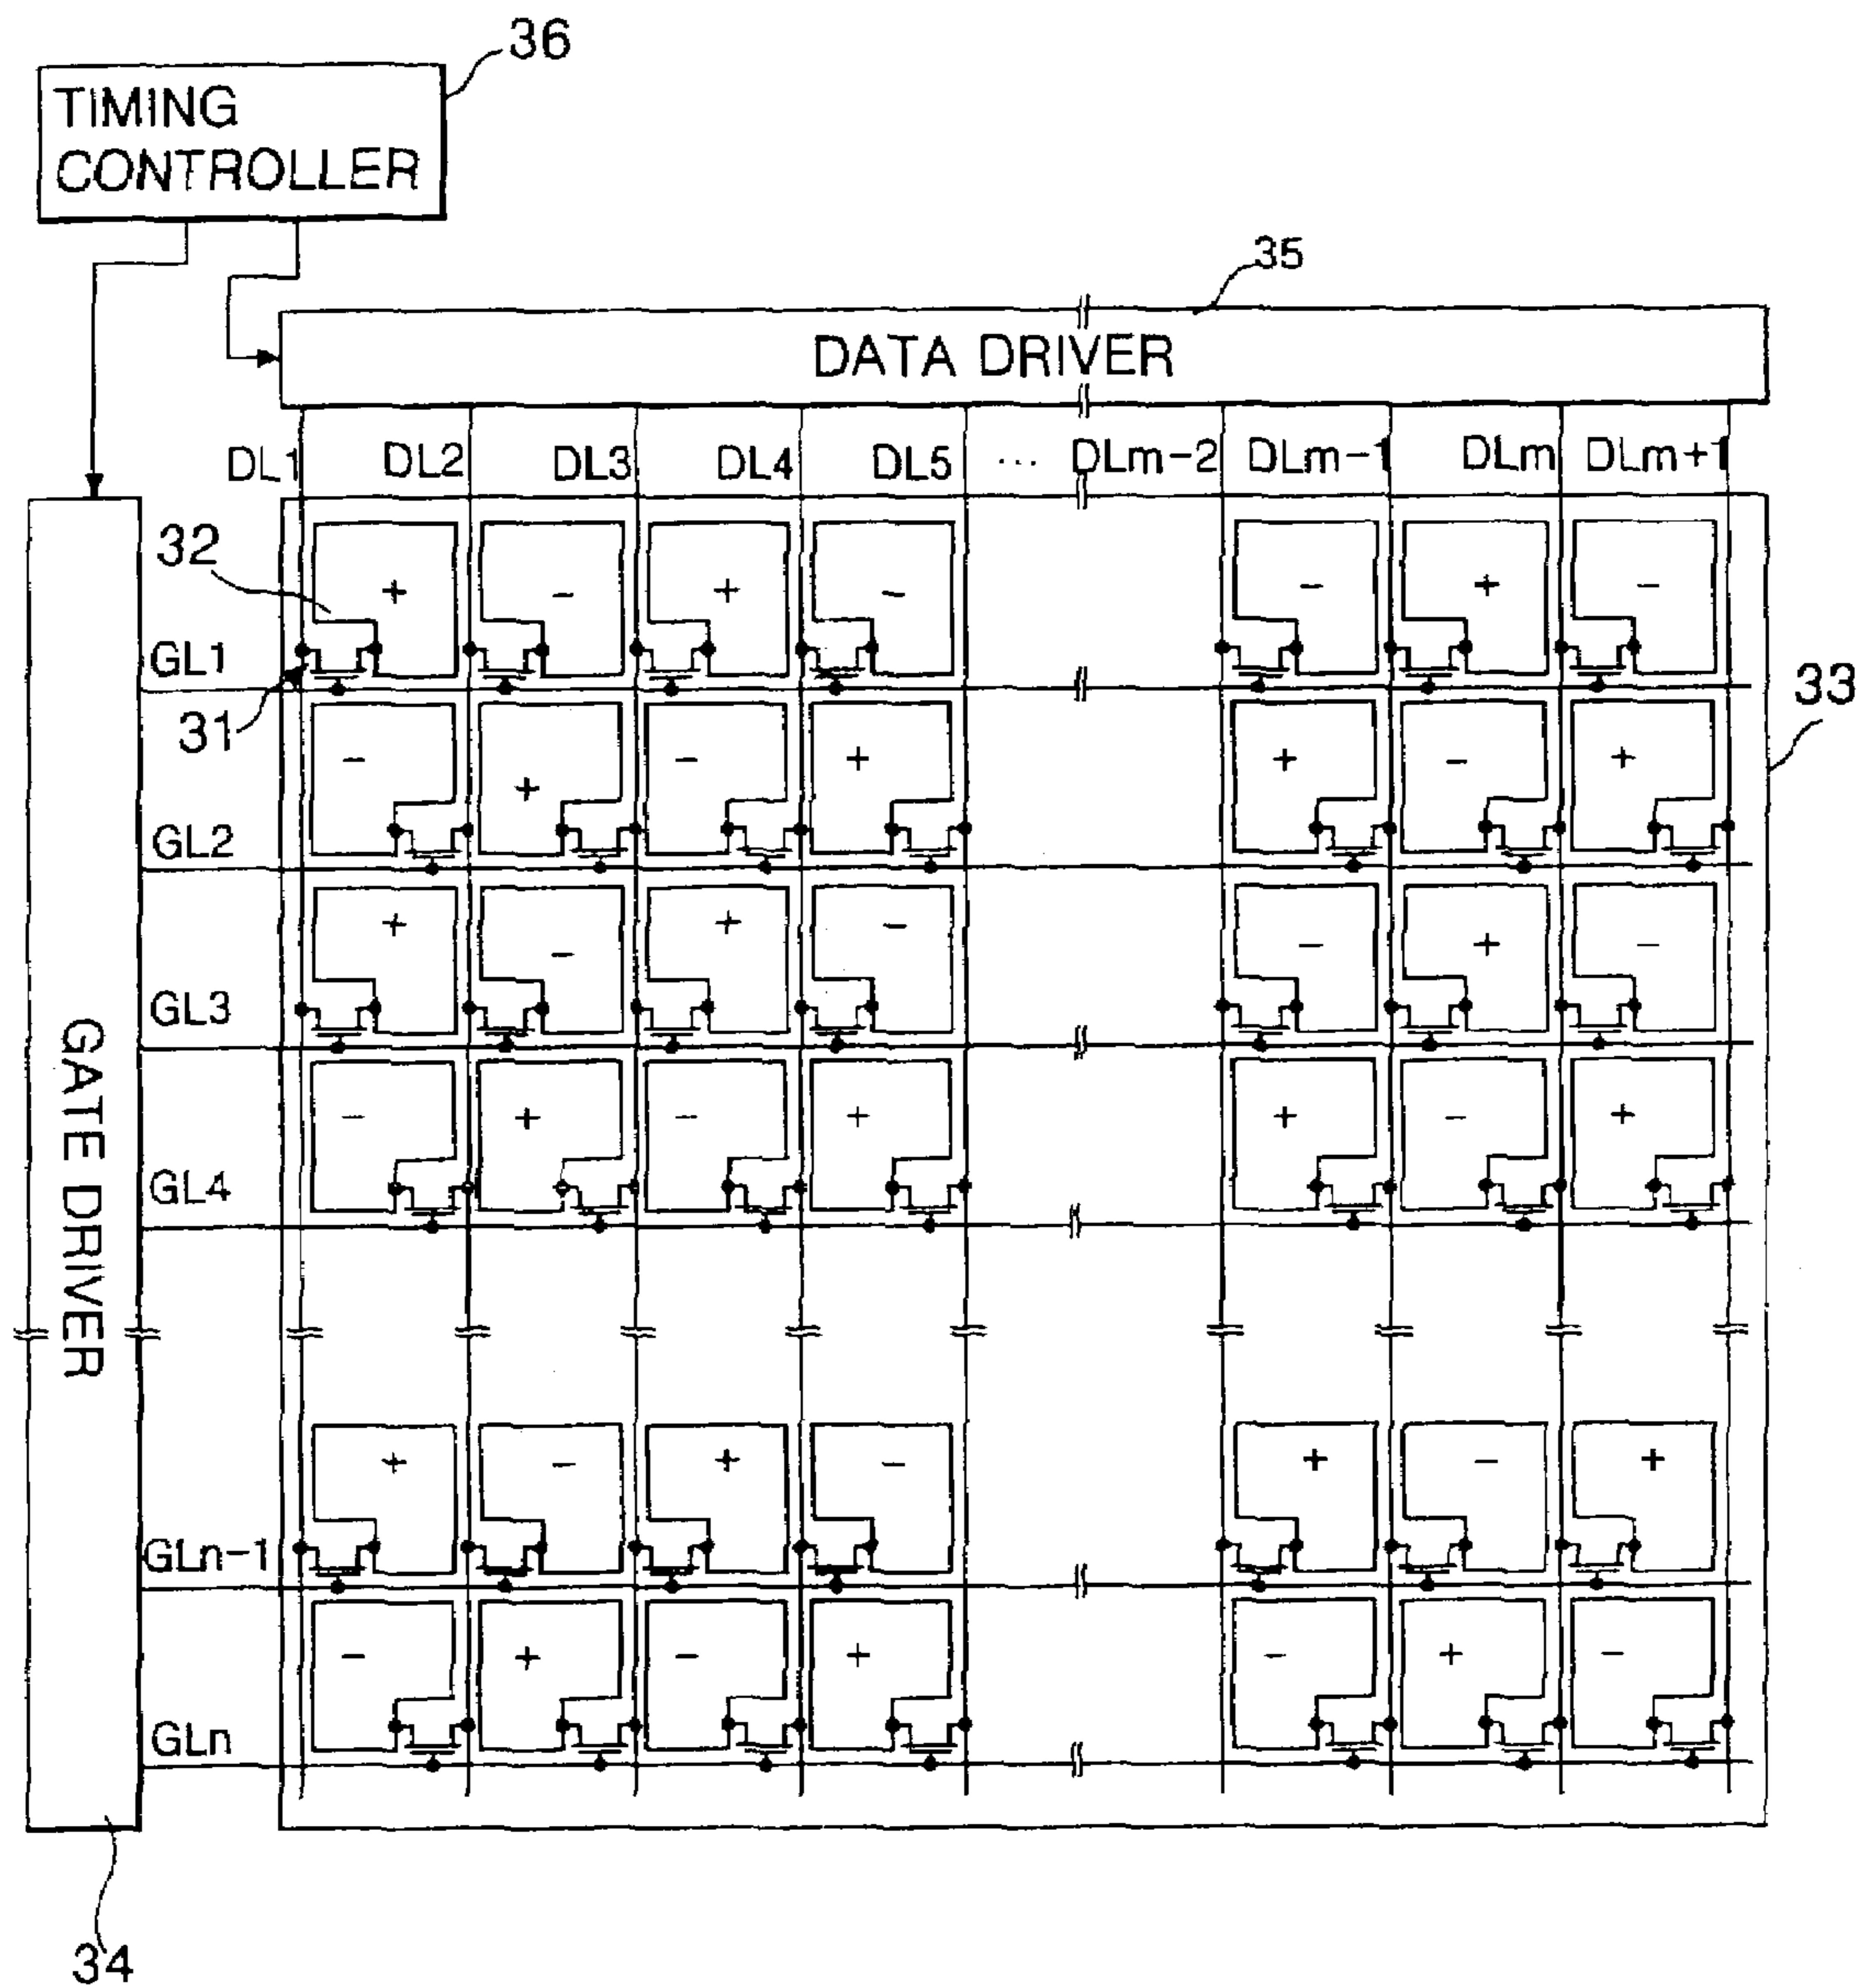 36
TIMING
CONTROLLER
35
DATA DRIVER
DL1 DL2 DL3 DL4 DL5 ... DLm-2 DLm-1 DLm DLm+1
32
+ - + - - + -
GL1
31
33
- + - + + - +
GL2
+ - + - - + -
GL3
- + - + + - +
GL4
GATE DRIVER
+ - + - + - +
GLn-1
- + - + - + -
GLn
34